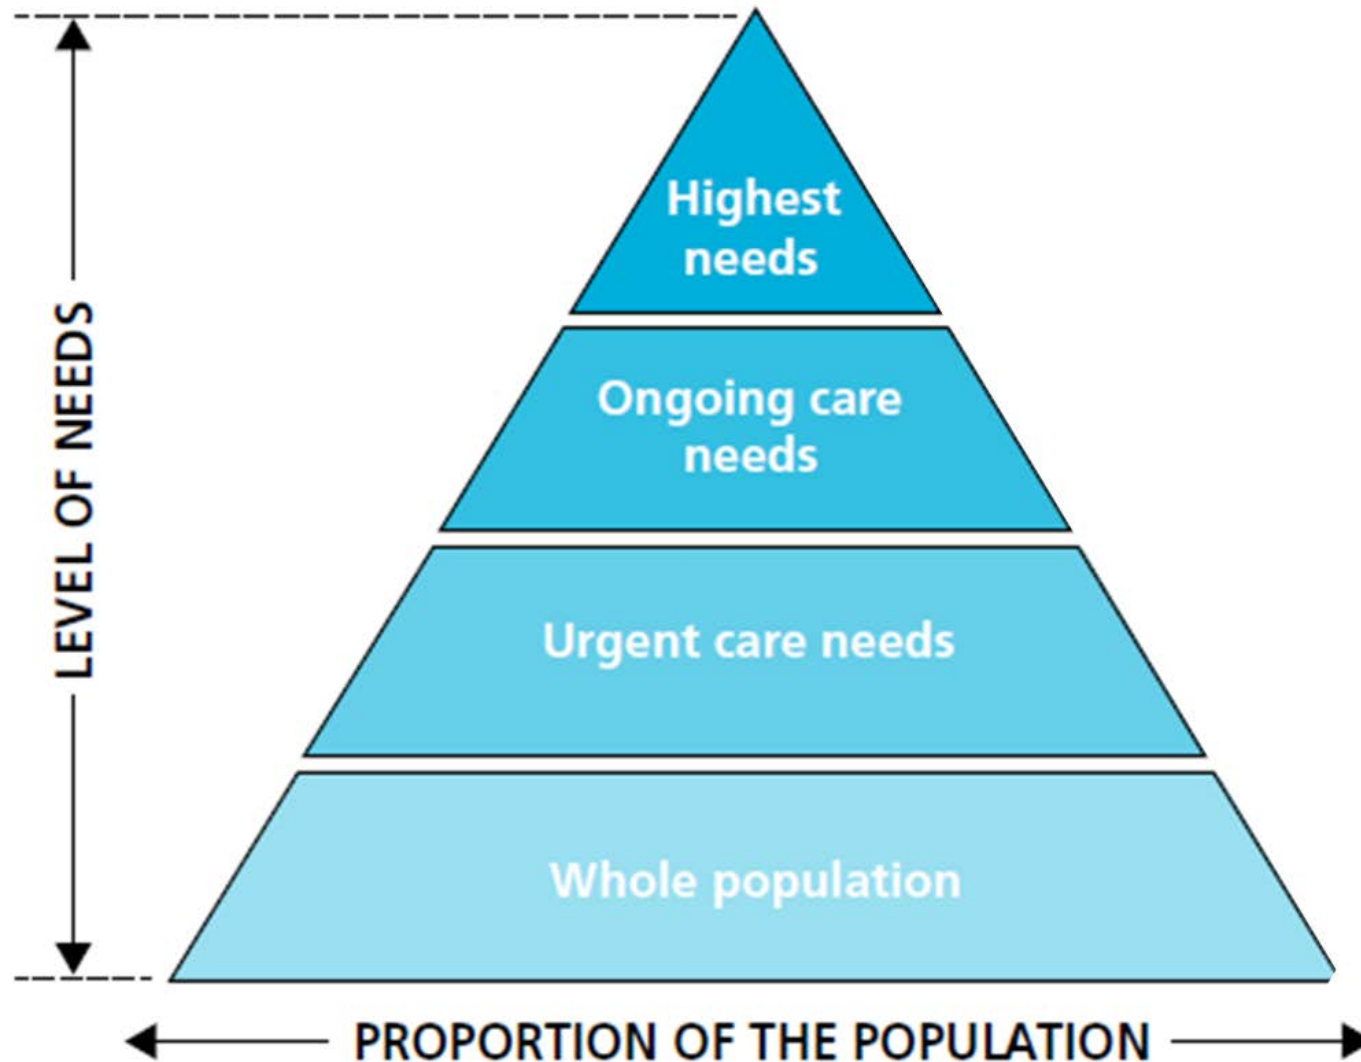 Highest
needs
Ongoing care
needs
Urgent care needs
Whole population
LEVEL OF NEEDS
PROPORTION OF THE POPULATION